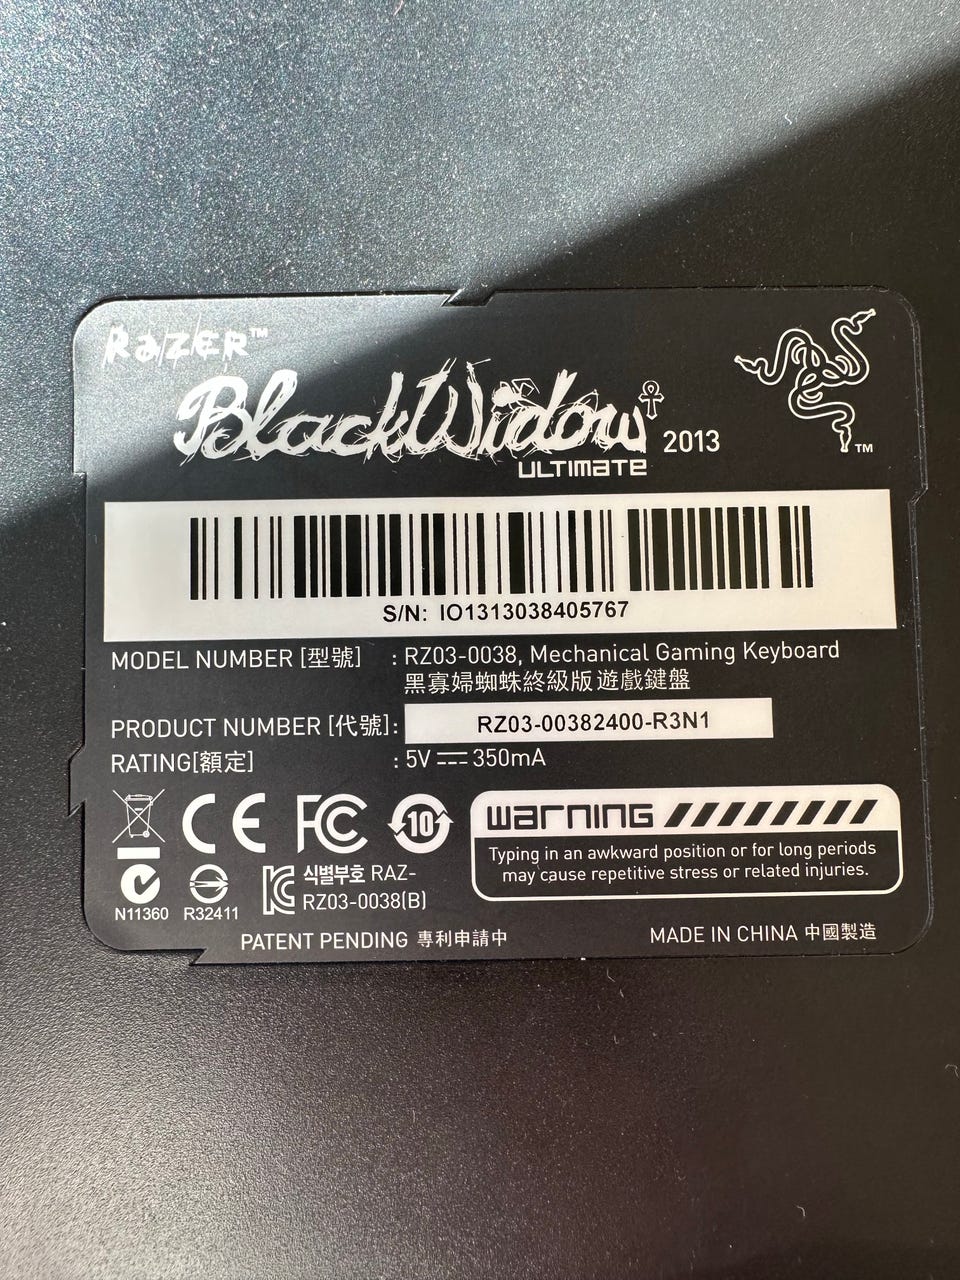 RAZER™
BlackWidow
ULTIMATE 2013
TM
S/N: IO1313038405767
MODEL NUMBER [型號] : RZ03-0038, Mechanical Gaming Keyboard
黑寡婦蜘蛛終級版遊戲鍵盤
PRODUCT NUMBER [代號]: RZ03-00382400-R3N1
RATING[額定] : 5V ⎓ 350mA
CE FC 10
WARNING
Typing in an awkward position or for long periods
may cause repetitive stress or related injuries.
N11360 R32411
식별부호 RAZ-
RZ03-0038(B)
PATENT PENDING 專利申請中
MADE IN CHINA 中國製造